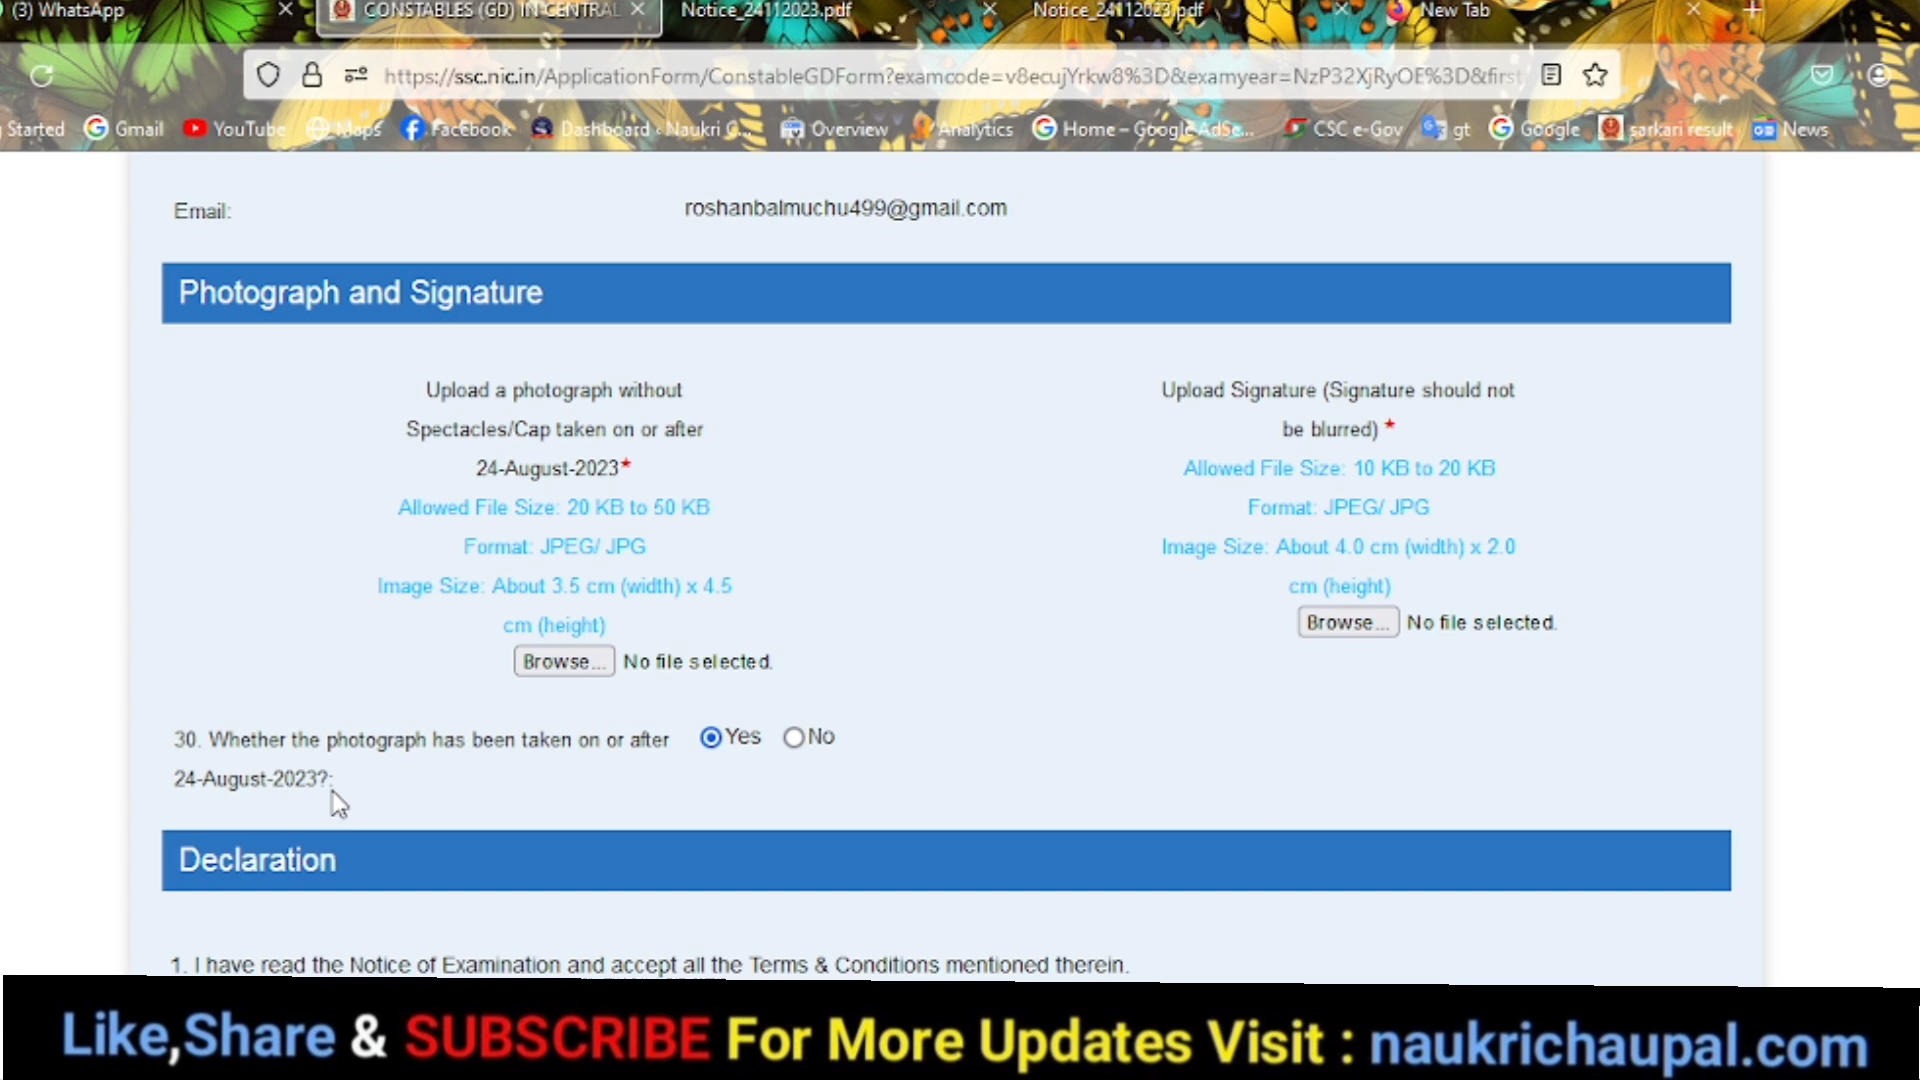 (3) WhatsApp
CONSTABLES (GD) IN CENTRAL
Notice_24112023.pdf
Notice_24112023.pdf
New Tab
https://ssc.nic.in/ApplicationForm/ConstableGDForm?examcode=v8ecujYrkw8%3D&examyear=NzP32XjRyOE%3D&first
Started Gmail YouTube Maps Facebook Dashboard ‹ Naukri C... Overview Analytics Home – Google AdSe... CSC e-Gov gt Google sarkari result News
Email: roshanbalmuchu499@gmail.com
Photograph and Signature
Upload a photograph without
Spectacles/Cap taken on or after
24-August-2023*
Allowed File Size: 20 KB to 50 KB
Format: JPEG/ JPG
Image Size: About 3.5 cm (width) x 4.5
cm (height)
Browse... No file selected.
Upload Signature (Signature should not
be blurred) *
Allowed File Size: 10 KB to 20 KB
Format: JPEG/ JPG
Image Size: About 4.0 cm (width) x 2.0
cm (height)
Browse... No file selected.
30. Whether the photograph has been taken on or after Yes No
24-August-2023?:
Declaration
1. I have read the Notice of Examination and accept all the Terms & Conditions mentioned therein.
Like,Share & SUBSCRIBE For More Updates Visit : naukrichaupal.com